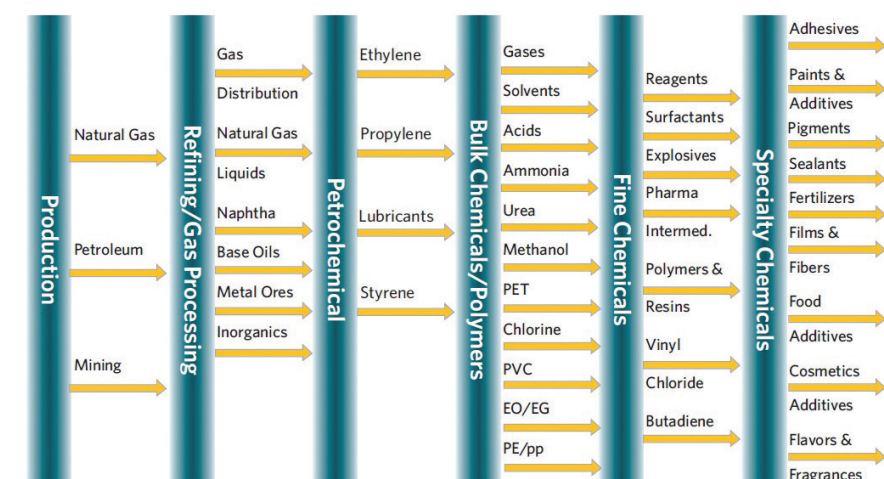 Production
Natural Gas
Petroleum
Mining
Refining/Gas Processing
Gas
Distribution
Natural Gas
Liquids
Naphtha
Base Oils
Metal Ores
Inorganics
Petrochemical
Ethylene
Propylene
Lubricants
Styrene
Bulk Chemicals/Polymers
Gases
Solvents
Acids
Ammonia
Urea
Methanol
PET
Chlorine
PVC
EO/EG
PE/pp
Fine Chemicals
Reagents
Surfactants
Explosives
Pharma
Intermed.
Polymers &
Resins
Vinyl
Chloride
Butadiene
Specialty Chemicals
Adhesives
Paints &
Additives
Pigments
Sealants
Fertilizers
Films &
Fibers
Food
Additives
Cosmetics
Additives
Flavors &
Fragrances